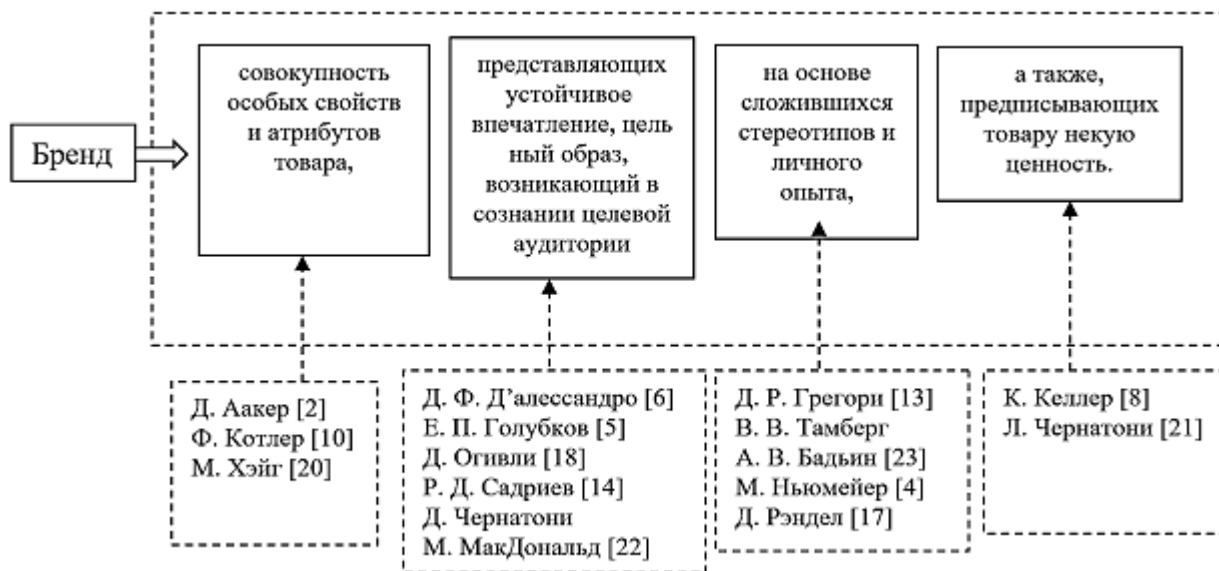 Бренд
совокупность
особых свойств
и атрибутов
товара,
представляющих
устойчивое
впечатление, цель
ный образ,
возникающий в
сознании целевой
аудитории
на основе
сложившихся
стереотипов и
личного
опыта,
а также,
предписывающих
товару некую
ценность.
Д. Аакер [2]
Ф. Котлер [10]
М. Хэйг [20]
Д. Ф. Д’алессандро [6]
Е. П. Голубков [5]
Д. Огивли [18]
Р. Д. Садриев [14]
Д. Чернатони
М. МакДональд [22]
Д. Р. Грегори [13]
В. В. Тамберг
А. В. Бадьин [23]
М. Ньюмейер [4]
Д. Рэндел [17]
К. Келлер [8]
Л. Чернатони [21]